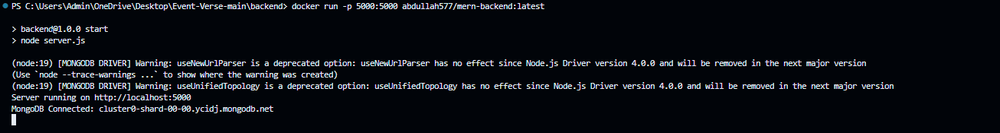 PS C:\Users\Admin\OneDrive\Desktop\Event-Verse-main\backend> docker run -p 5000:5000 abdullah577/mern-backend:latest
> backend@1.0.0 start
> node server.js
(node:19) [MONGODB DRIVER] Warning: useNewUrlParser is a deprecated option: useNewUrlParser has no effect since Node.js Driver version 4.0.0 and will be removed in the next major version
(Use `node --trace-warnings ...` to show where the warning was created)
(node:19) [MONGODB DRIVER] Warning: useUnifiedTopology is a deprecated option: useUnifiedTopology has no effect since Node.js Driver version 4.0.0 and will be removed in the next major version
Server running on http://localhost:5000
MongoDB Connected: cluster0-shard-00-00.ycidj.mongodb.net